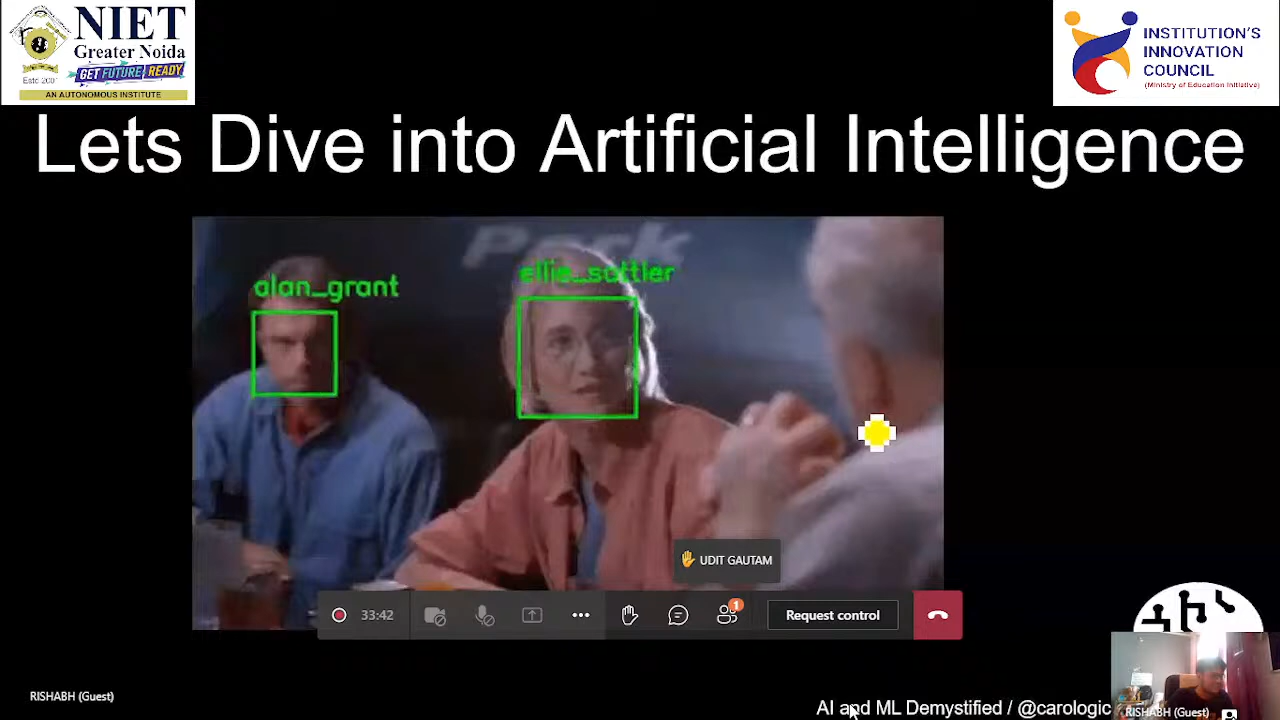 NIET
Greater Noida
GET FUTURE READY
AN AUTONOMOUS INSTITUTE
INSTITUTION'S
INNOVATION
COUNCIL
(Ministry of Education Initiative)
Lets Dive into Artificial Intelligence
Park
alan_grant
ellie_sattler
UDIT GAUTAM
33:42
1
Request control
RISHABH (Guest)
AI and ML Demystified / @carologic
RISHABH (Guest)